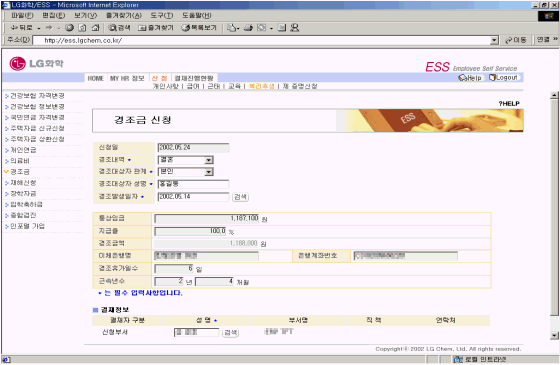 LG화학/ESS - Microsoft Internet Explorer
파일(F) 편집(E) 보기(V) 즐겨찾기(A) 도구(T) 도움말(H)
뒤로 검색 즐겨찾기 목록보기
주소(D) http://ess.lgchem.co.kr/ 이동 연결 »
LG화학
ESS Employee Self Service
HOME MY HR 정보 신 청 결재진행현황
Help Logout
개인사항 | 급여 | 근태 | 교육 | 복리후생 | 제 증명신청
건강보험 자격변경
건강보험 정보변경
국민연금 자격변경
주택자금 신규신청
주택자금 상환신청
개인연금
의료비
경조금
재해신청
장학자금
입학축하금
종합검진
인포멀 가입
?HELP
경조금 신청
ESS
신청일 2002.05.24
경조내역 결혼
경조대상자 관계 본인
경조대상자 성명 홍길동
경조발생일자 2002.05.14 검색
통상임금 1,187,100 원
지급률 100.0 %
경조금액 1,188,000 원
이체은행명 은행계좌번호
경조휴가일수 6 일
근속년수 2 년 4 개월
* 는 필수 입력사항입니다.
결재정보
결재자 구분 성 명 부서명 직 책 연락처
신청부서 검색
Copyright © 2002 LG Chem, Ltd. All rights reserved.
로컬 인트라넷